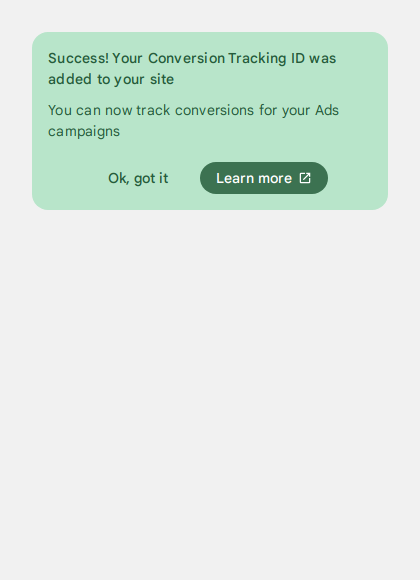 Success! Your Conversion Tracking ID was
added to your site
You can now track conversions for your Ads
campaigns
Ok, got it
Learn more